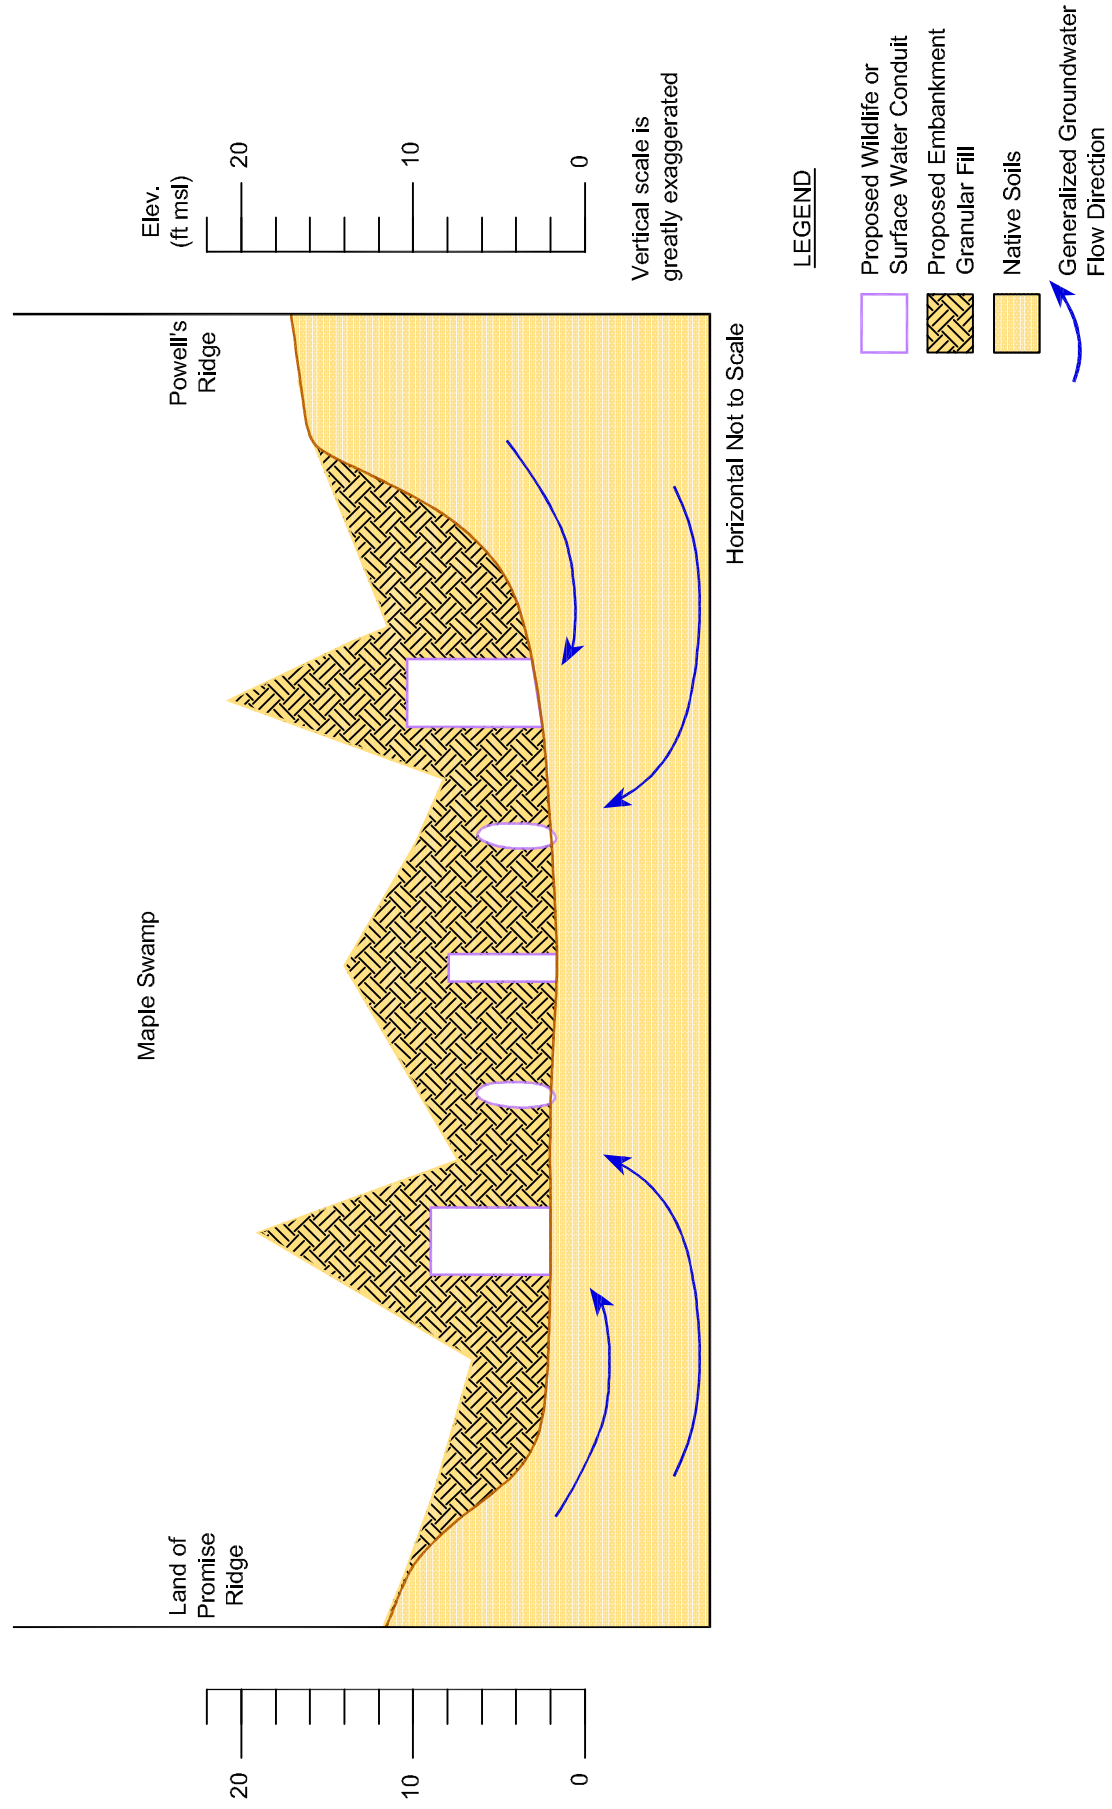 Land of
Promise
Ridge
Maple Swamp
Powell's
Ridge
Elev.
(ft msl)
20
10
0
20
10
0
Vertical scale is
greatly exaggerated
Horizontal Not to Scale
LEGEND
Proposed Wildlife or
Surface Water Conduit
Proposed Embankment
Granular Fill
Native Soils
Generalized Groundwater
Flow Direction